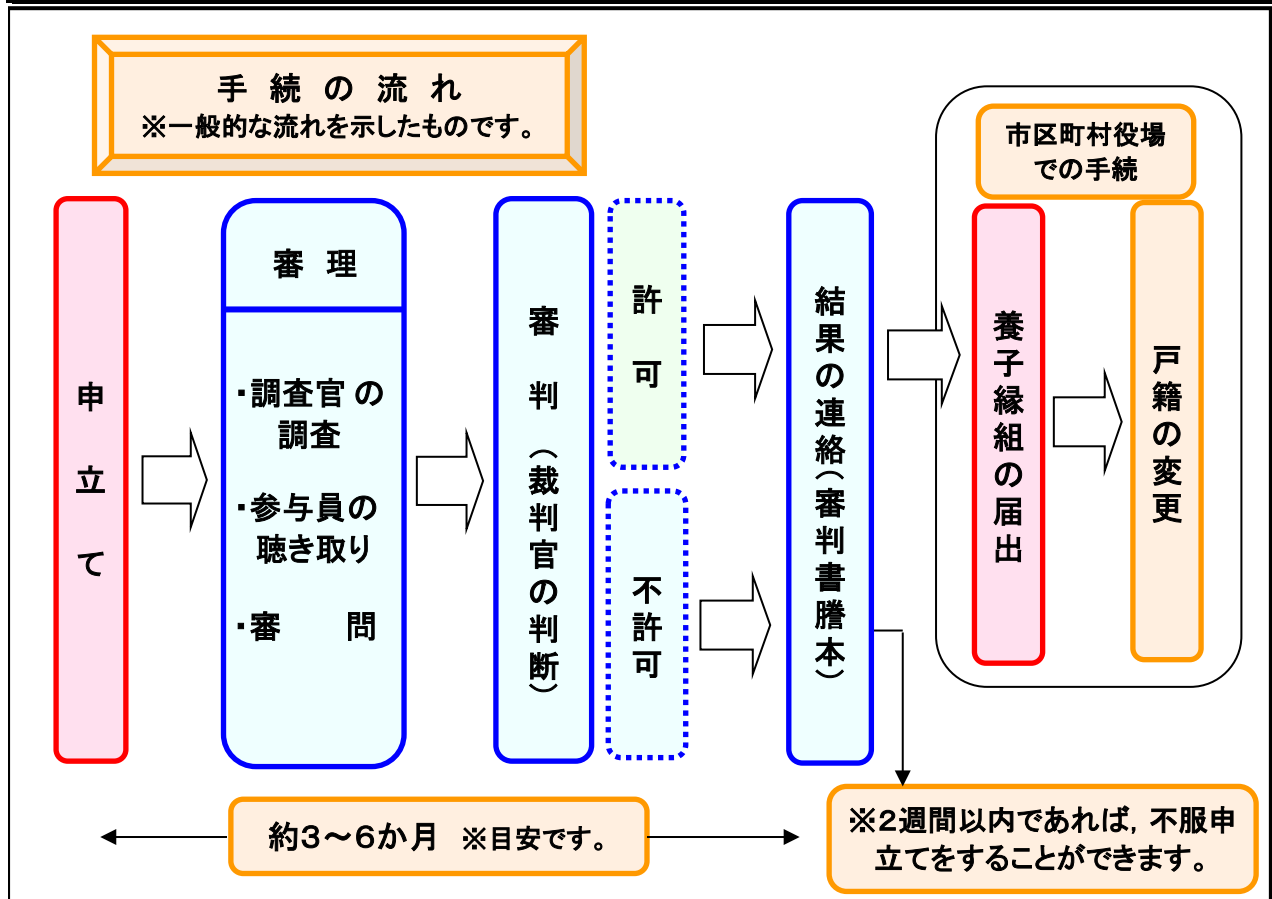 手 続 の 流 れ
※一般的な流れを示したものです。
市区町村役場
での手続
申立て
審 理
・調査官 の
調査
・参与員の
聴き取り
・審 問
審判（裁判官の判断）
許可
不許可
結果の連絡（審判書謄本）
養子縁組の届出
戸籍の変更
約3～6か月 ※目安です。
※2週間以内であれば，不服申
立てをすることができます。